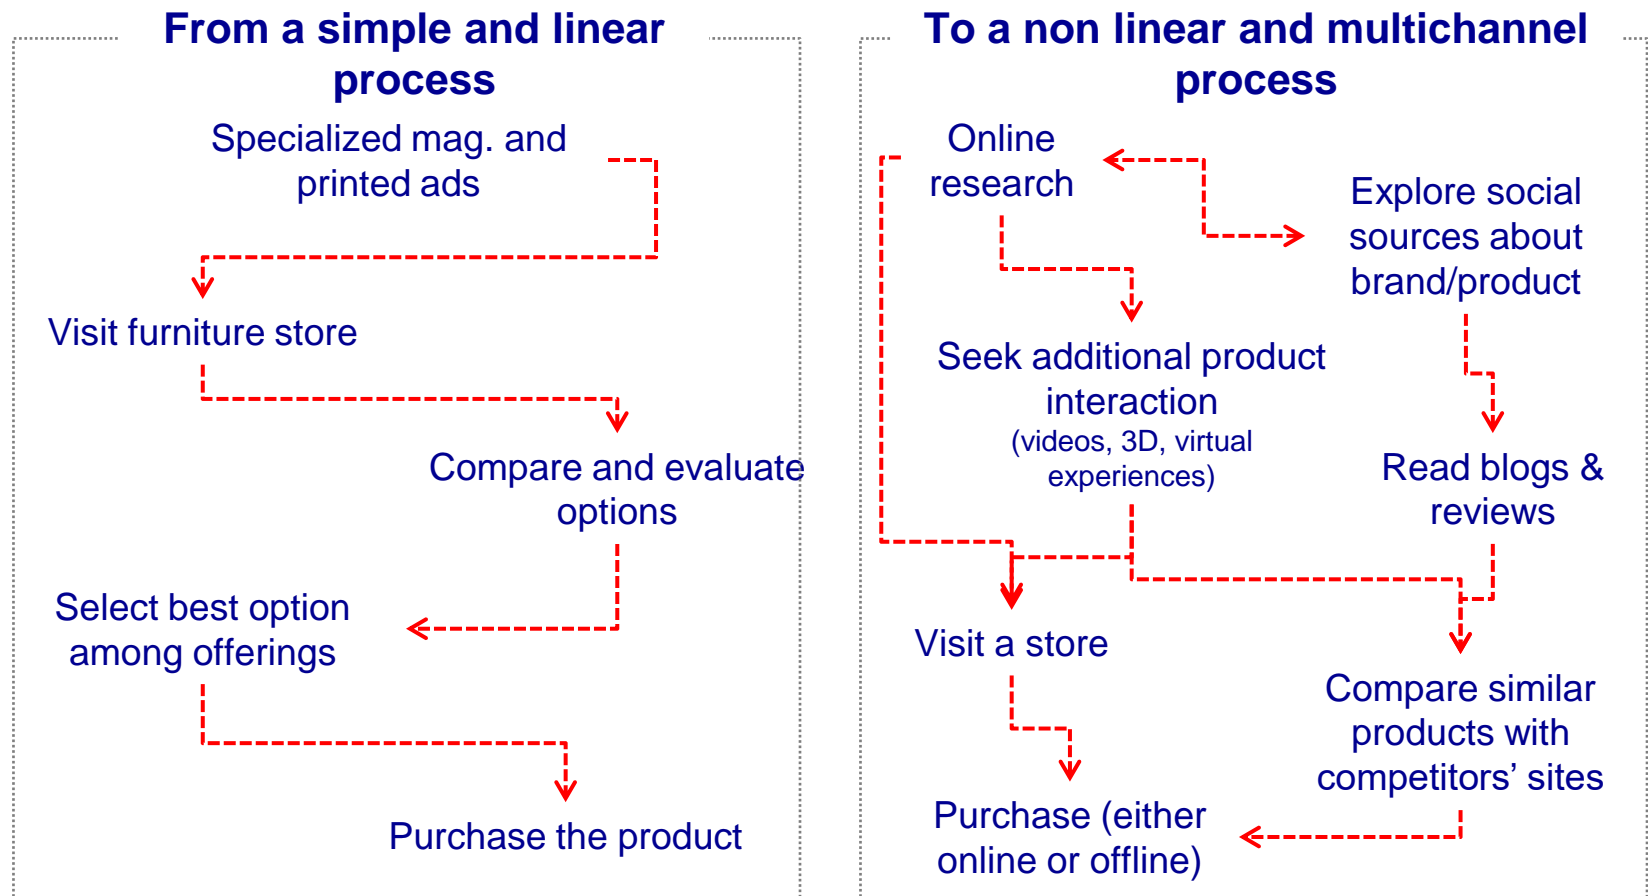 From a simple and linear
process
Specialized mag. and
printed ads
Visit furniture store
Compare and evaluate
options
Select best option
among offerings
Purchase the product
To a non linear and multichannel
process
Online
research
Explore social
sources about
brand/product
Seek additional product
interaction
(videos, 3D, virtual
experiences)
Read blogs &
reviews
Visit a store
Compare similar
products with
competitors’ sites
Purchase (either
online or offline)